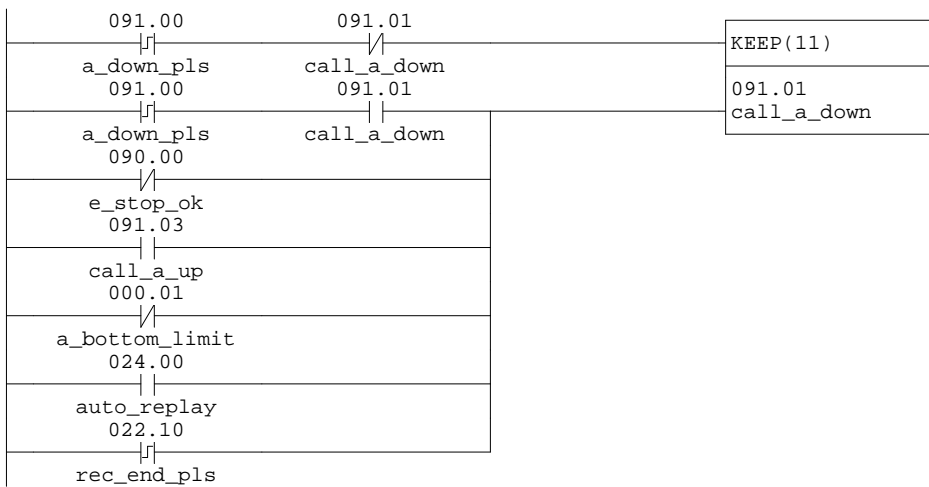 091.00 091.01
KEEP(11)
a_down_pls call_a_down
091.00 091.01 091.01
call_a_down
a_down_pls call_a_down
090.00
e_stop_ok
091.03
call_a_up
000.01
a_bottom_limit
024.00
auto_replay
022.10
rec_end_pls